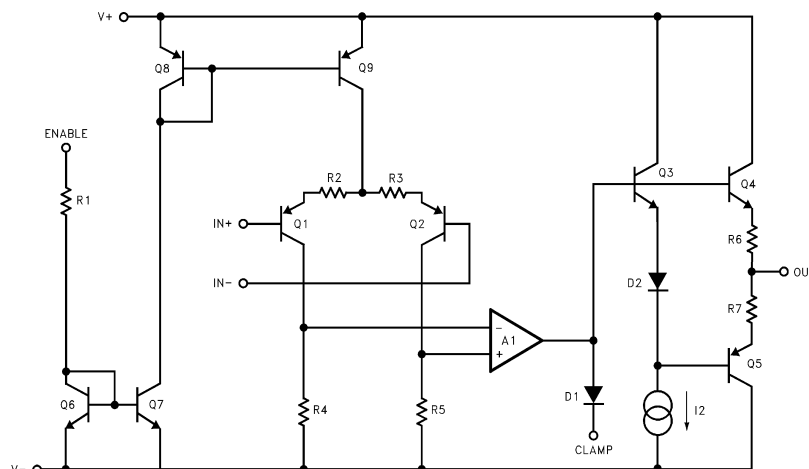 V+
Q8
Q9
ENABLE
R1
R2
R3
Q3
Q4
IN+
Q1
Q2
R6
OU
IN-
D2
R7
A1
-
+
Q5
Q6
Q7
R4
R5
D1
I2
CLAMP
V-